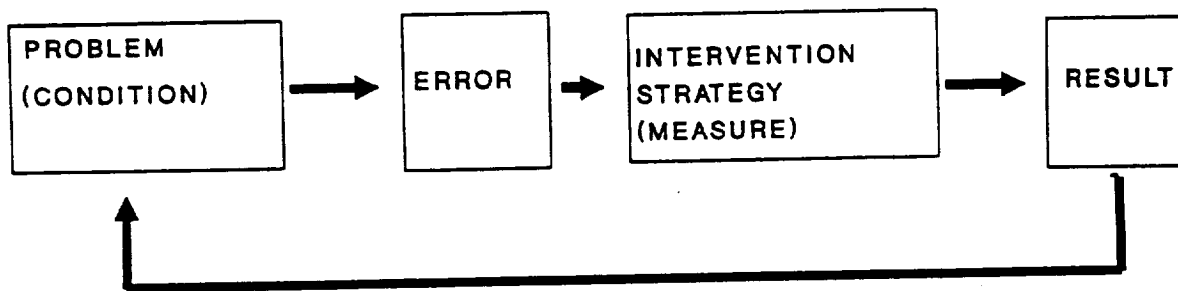 PROBLEM
(CONDITION)
ERROR
INTERVENTION
STRATEGY
(MEASURE)
RESULT